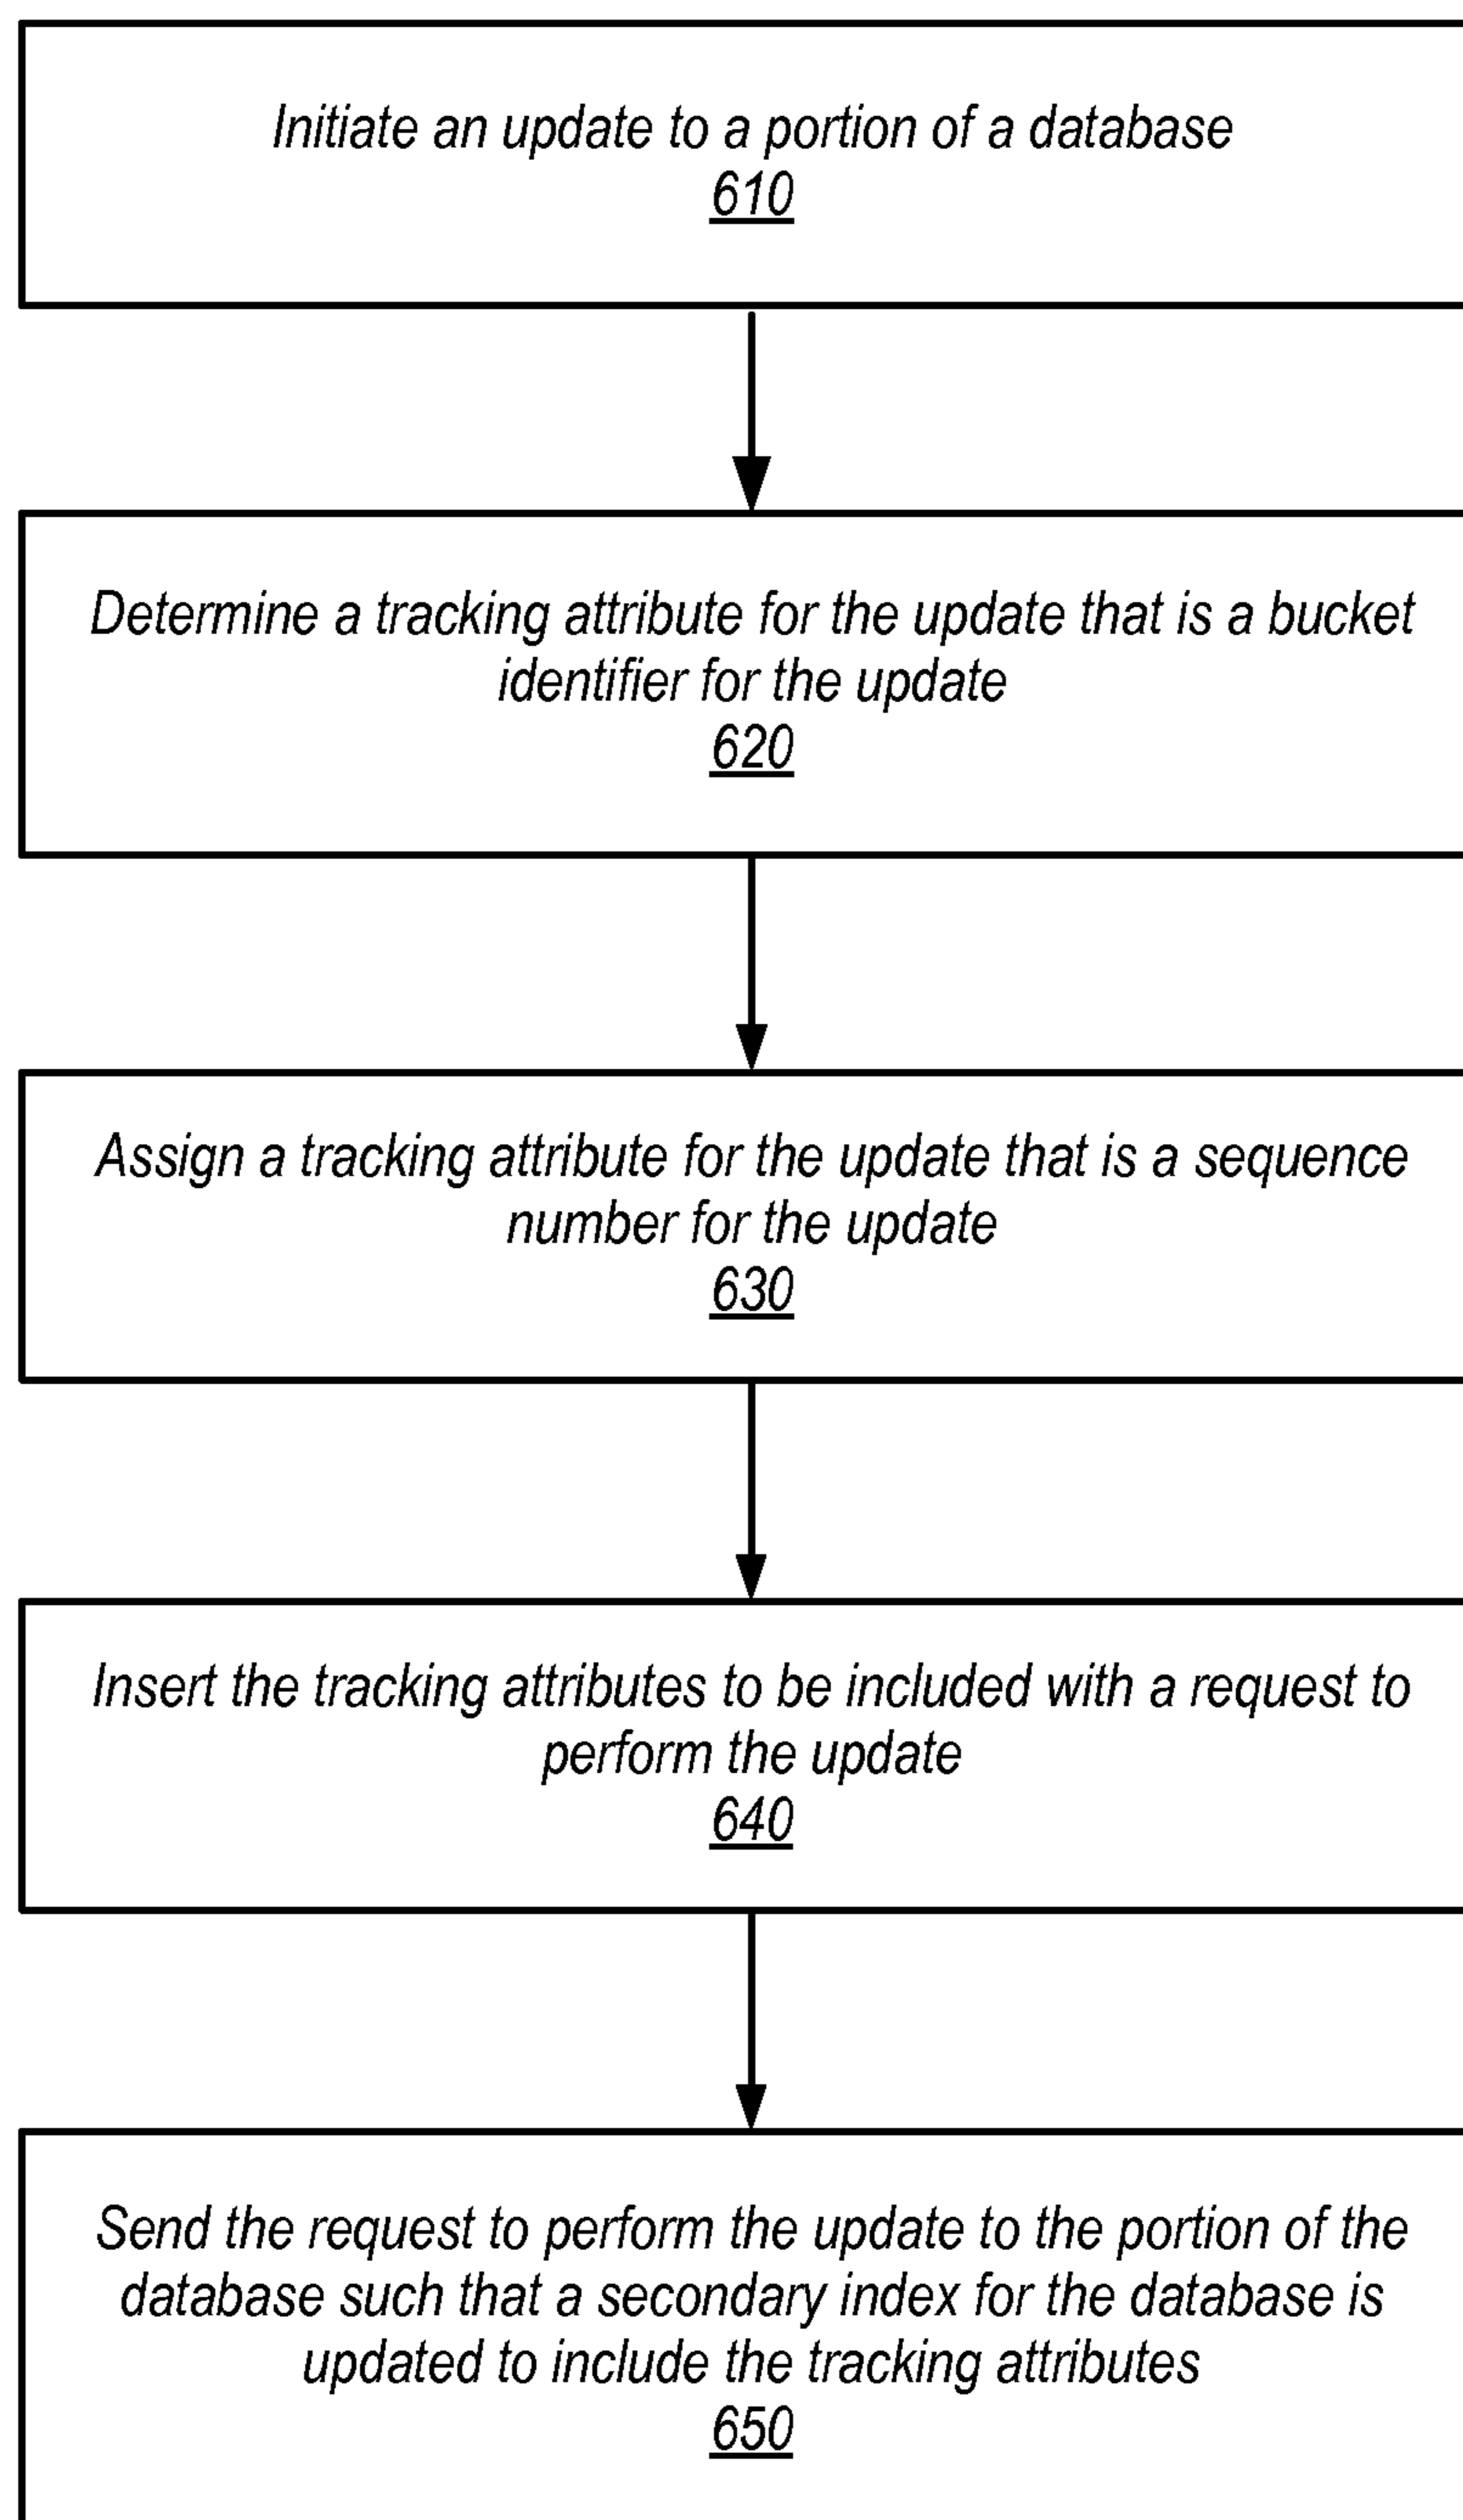 Initiate an update to a portion of a database
610
Determine a tracking attribute for the update that is a bucket
identifier for the update
620
Assign a tracking attribute for the update that is a sequence
number for the update
630
Insert the tracking attributes to be included with a request to
perform the update
640
Send the request to perform the update to the portion of the
database such that a secondary index for the database is
updated to include the tracking attributes
650